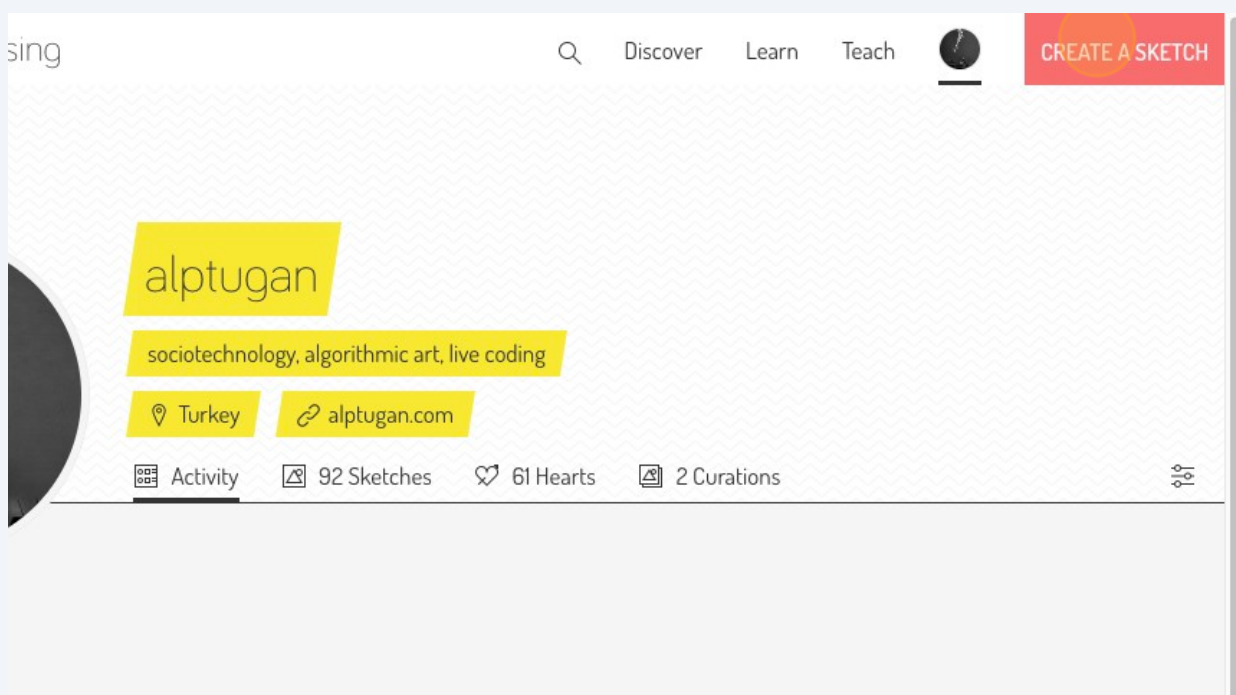 sing
Discover Learn Teach CREATE A SKETCH
alptugan
sociotechnology, algorithmic art, live coding
Turkey alptugan.com
Activity 92 Sketches 61 Hearts 2 Curations